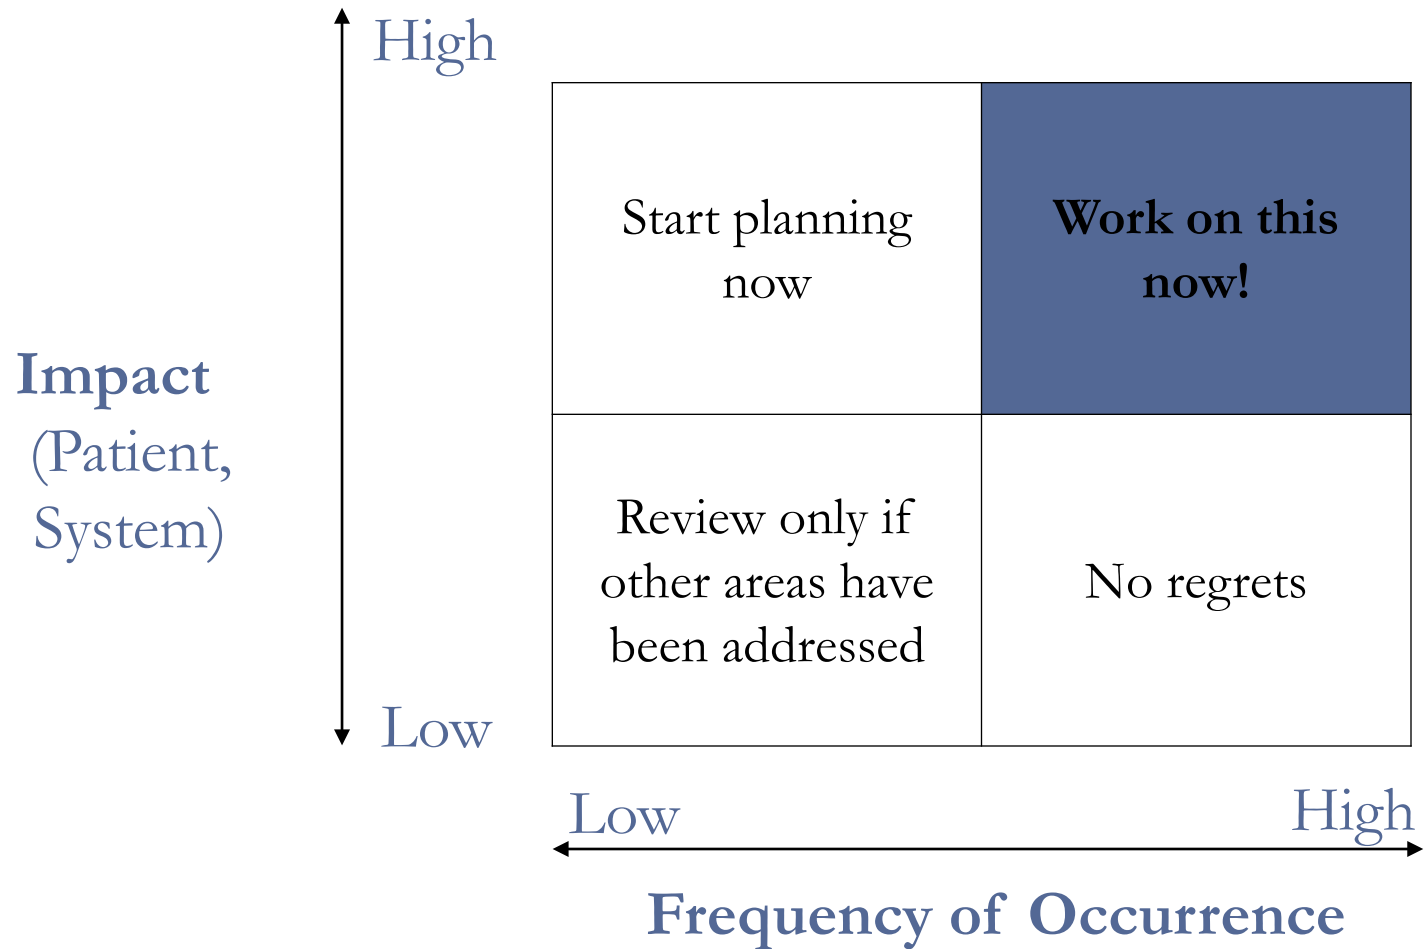 High
Start planning
now
Work on this
now!
Impact
(Patient,
System)
Review only if
other areas have
been addressed
No regrets
Low
Low
High
Frequency of Occurrence